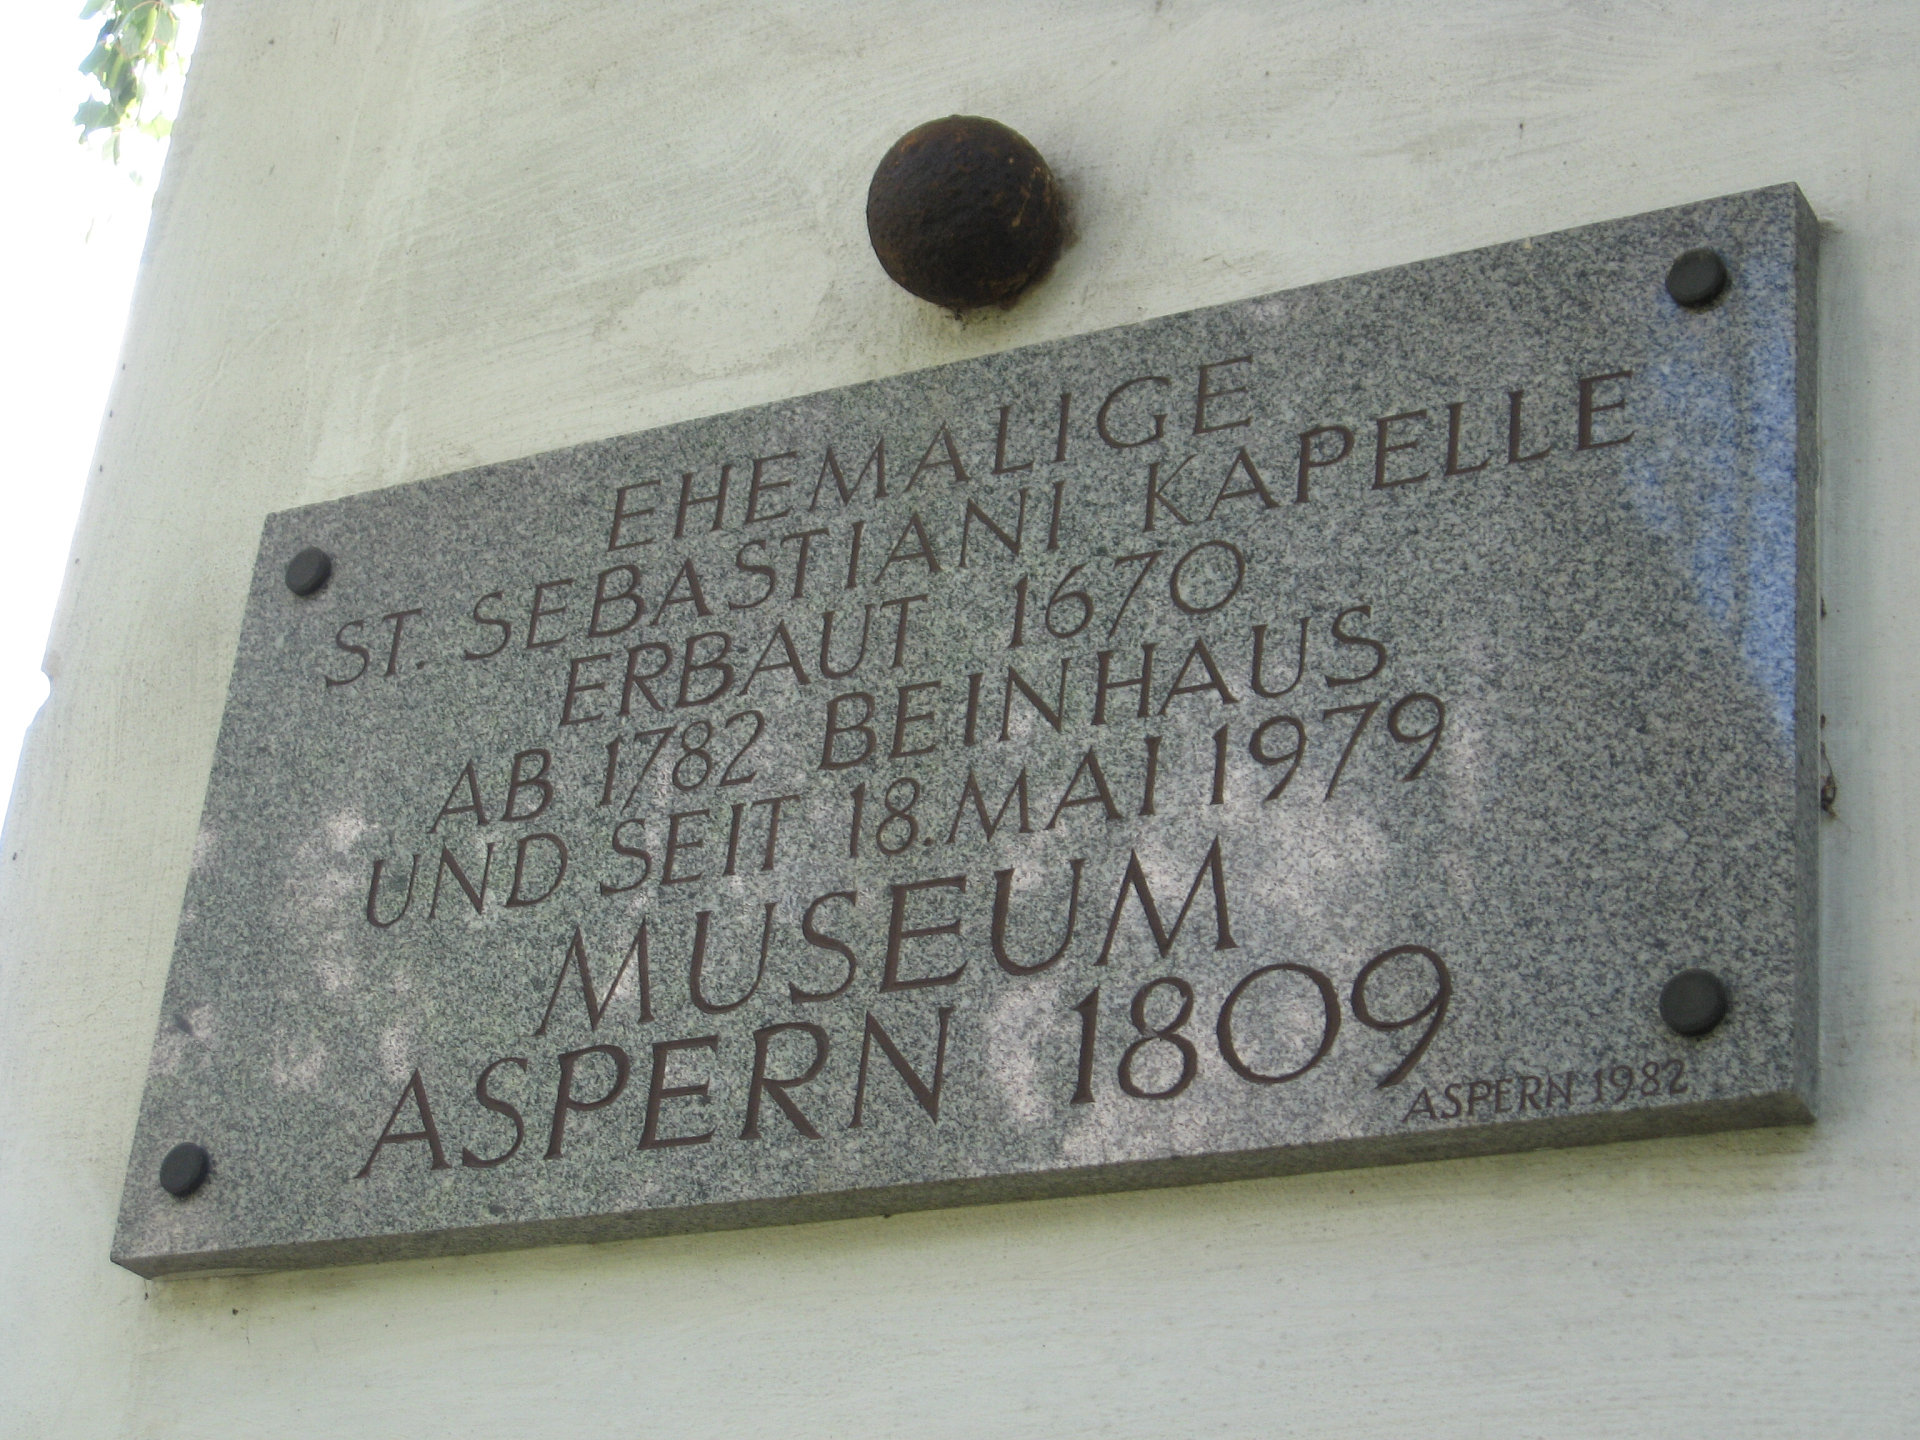 EHEMALIGE
ST. SEBASTIANI KAPELLE
ERBAUT 1670
AB 1782 BEINHAUS
UND SEIT 18. MAI 1979
MUSEUM
ASPERN 1809
ASPERN 1982